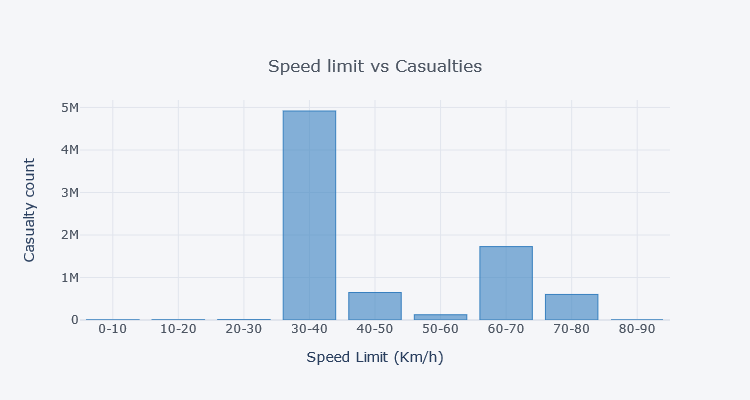 Speed limit vs Casualties
5M
4M
3M
2M
1M
0
Casualty count
0-10 10-20 20-30 30-40 40-50 50-60 60-70 70-80 80-90
Speed Limit (Km/h)